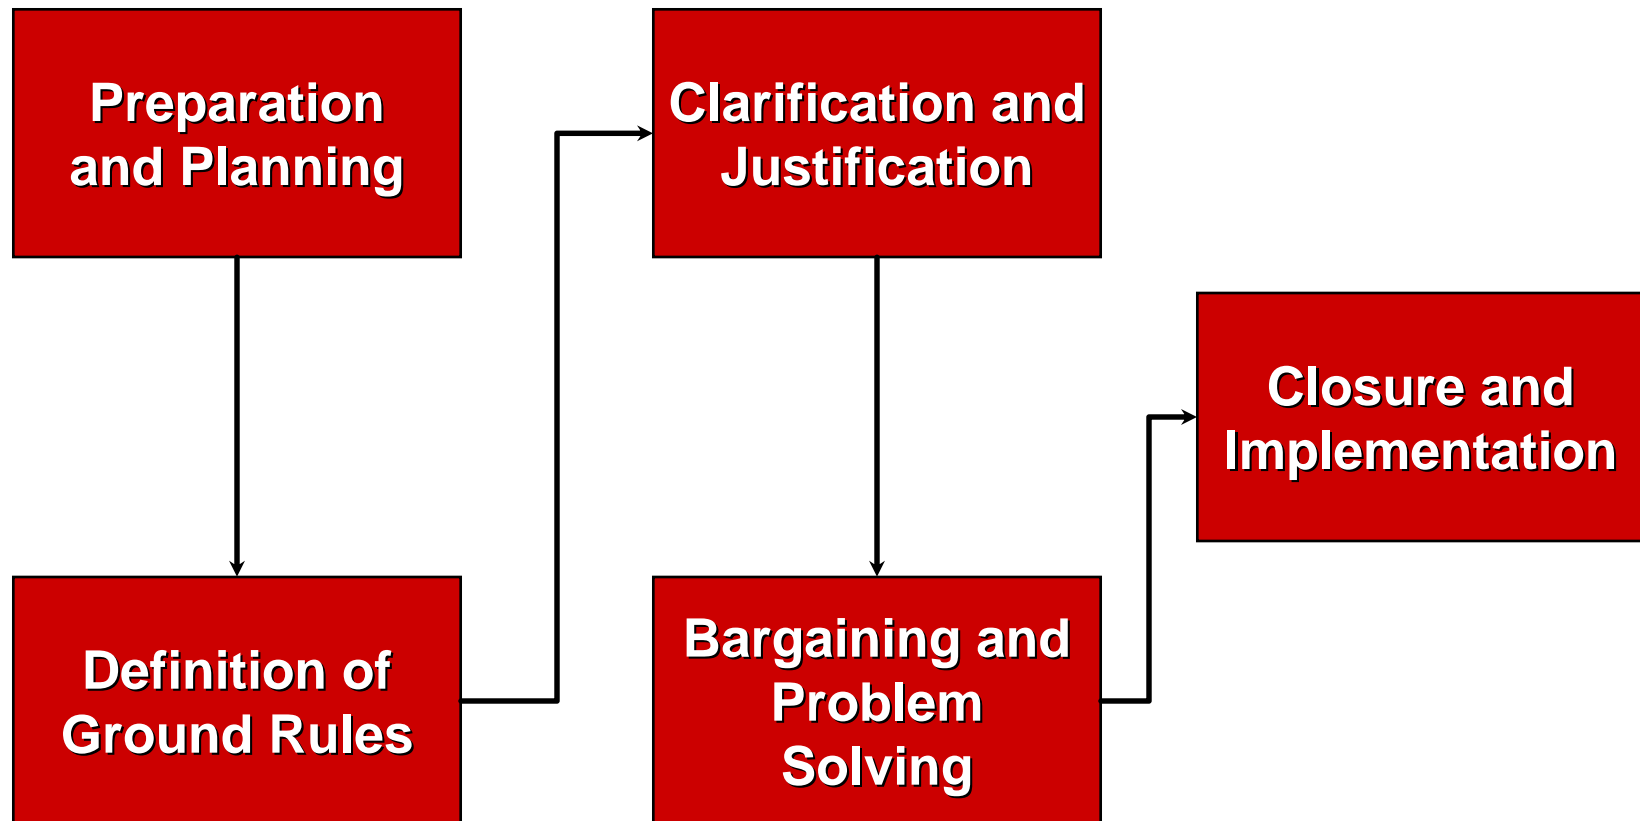 Preparation
and Planning
Definition of
Ground Rules
Clarification and
Justification
Bargaining and
Problem
Solving
Closure and
Implementation